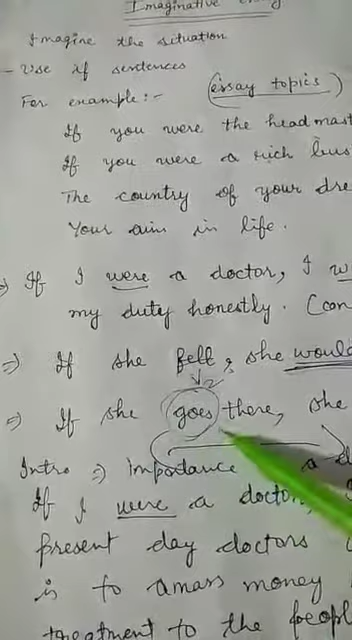 Imaginative
Imagine the situation
- Use if sentences
For example:- (essay topics)
If you were the headmast
If you were a rich bus
The country of your dre
Your aim in life.
=> If I were a doctor, I w
my duty honestly. (con
=> If she fell, she would
V2
=> If she goes there, she
Intro => impodance a d
If I were a doctor,
present day doctors
is to amass money
treatment to the people